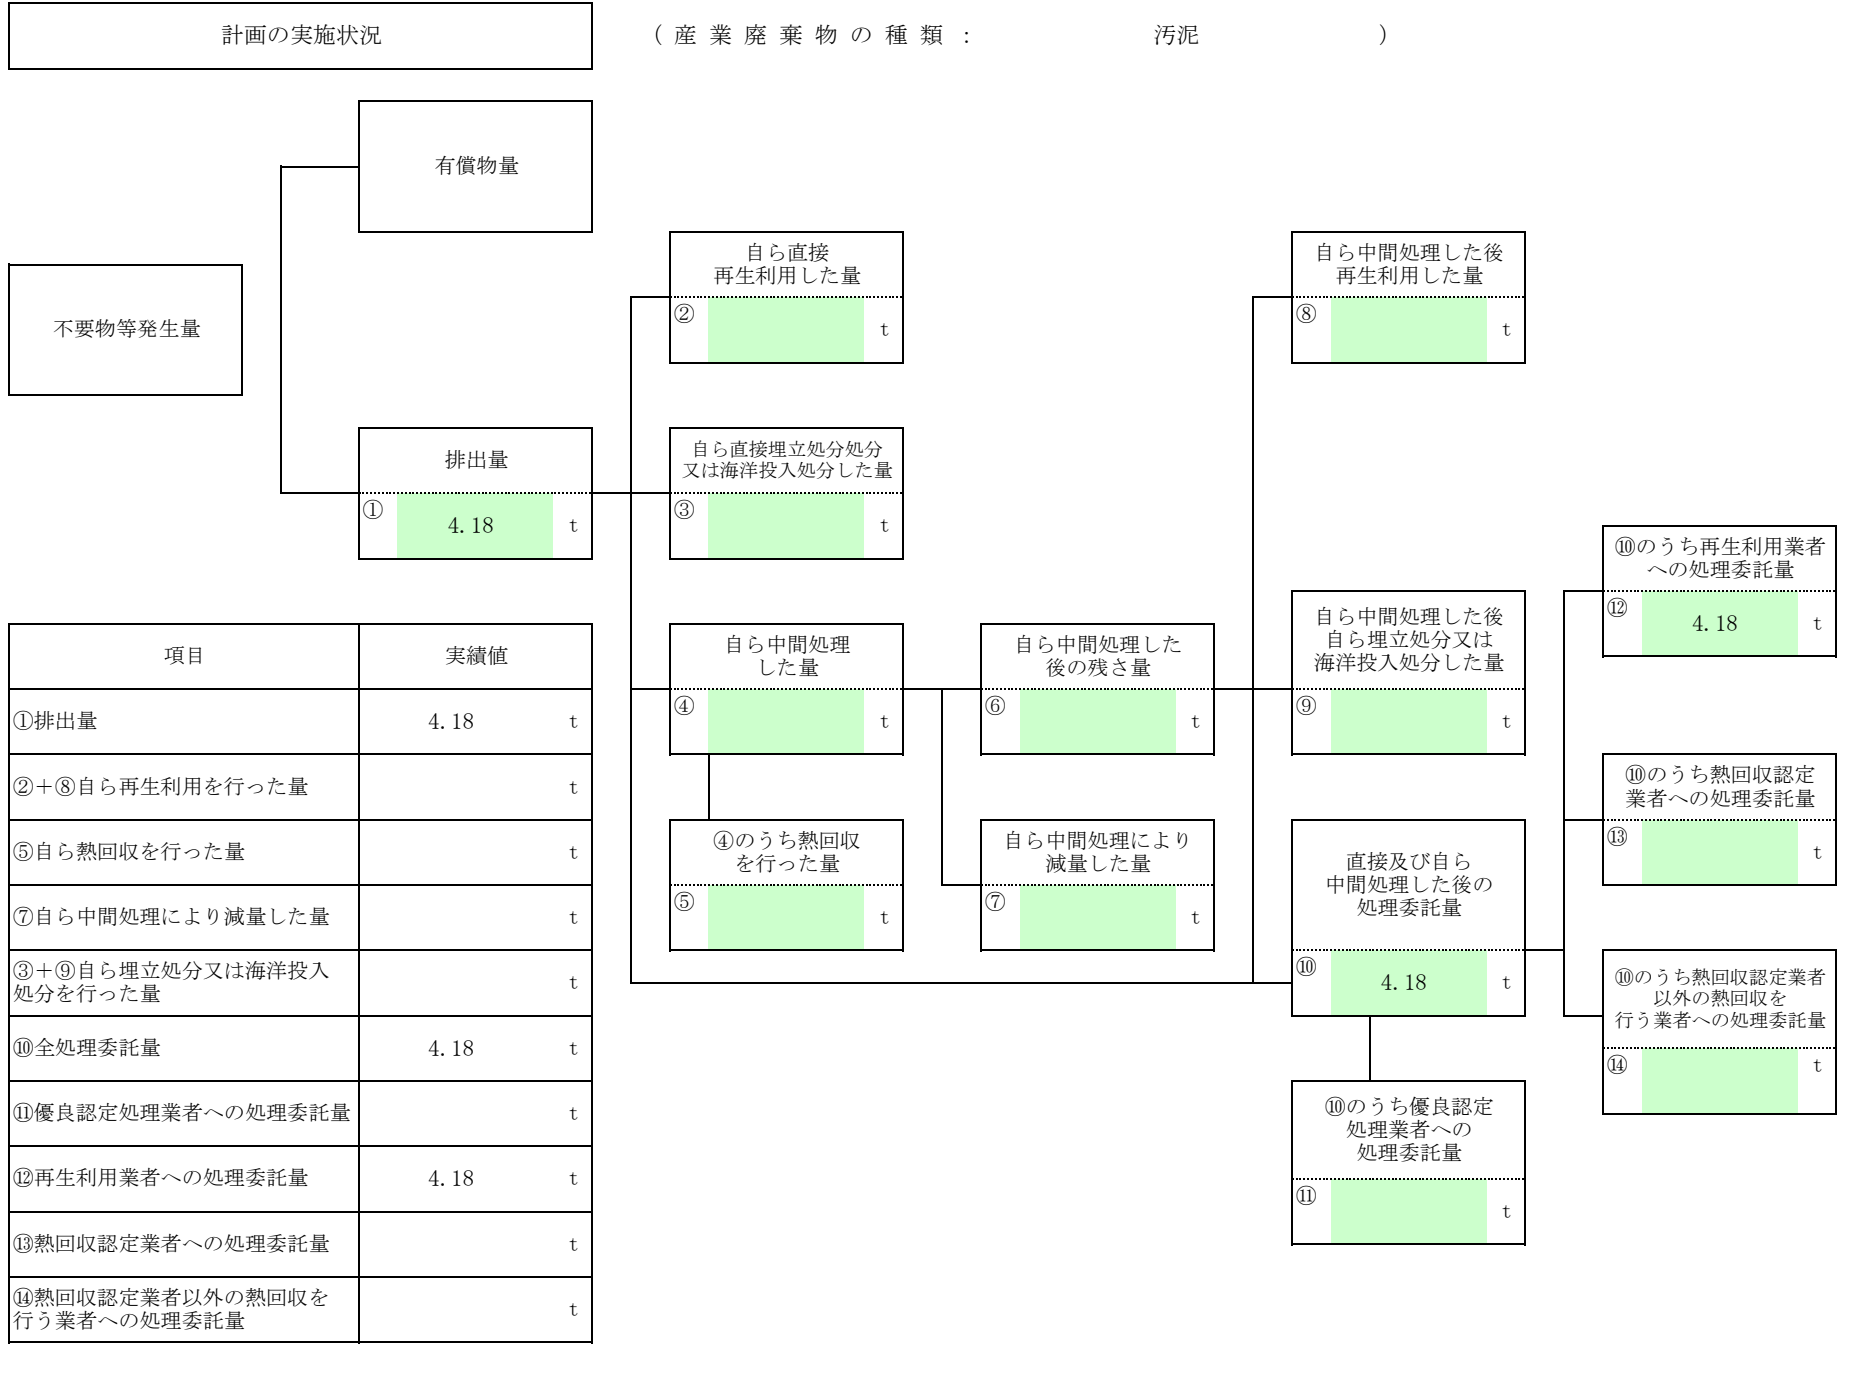 計画の実施状況
（産業廃棄物の種類： 汚泥 ）
有償物量
不要物等発生量
排出量
① 4.18 t
自ら直接
再生利用した量
② t
自ら直接埋立処分処分
又は海洋投入処分した量
③ t
自ら中間処理
した量
④ t
④のうち熱回収
を行った量
⑤ t
自ら中間処理した
後の残さ量
⑥ t
自ら中間処理により
減量した量
⑦ t
自ら中間処理した後
再生利用した量
⑧ t
自ら中間処理した後
自ら埋立処分又は
海洋投入処分した量
⑨ t
直接及び自ら
中間処理した後の
処理委託量
⑩ 4.18 t
⑩のうち優良認定
処理業者への
処理委託量
⑪ t
⑩のうち再生利用業者
への処理委託量
⑫ 4.18 t
⑩のうち熱回収認定
業者への処理委託量
⑬ t
⑩のうち熱回収認定業者
以外の熱回収を
行う業者への処理委託量
⑭ t
項目 実績値
①排出量 4.18 t
②＋⑧自ら再生利用を行った量 t
⑤自ら熱回収を行った量 t
⑦自ら中間処理により減量した量 t
③＋⑨自ら埋立処分又は海洋投入
処分を行った量 t
⑩全処理委託量 4.18 t
⑪優良認定処理業者への処理委託量 t
⑫再生利用業者への処理委託量 4.18 t
⑬熱回収認定業者への処理委託量 t
⑭熱回収認定業者以外の熱回収を
行う業者への処理委託量 t